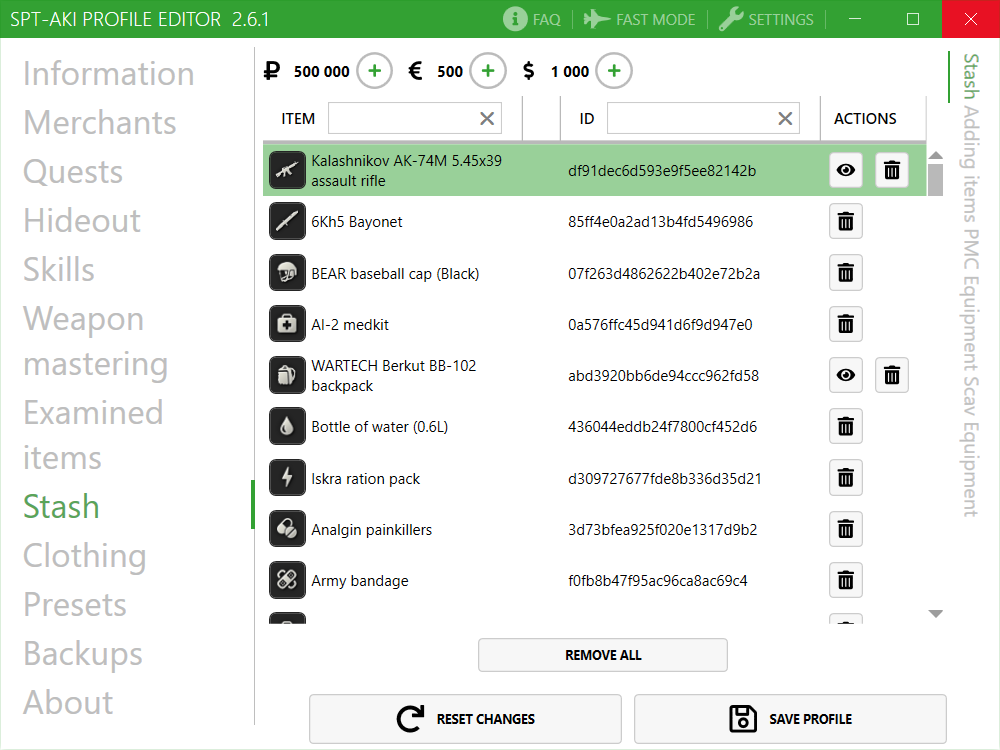 SPT-AKI PROFILE EDITOR 2.6.1
FAQ
FAST MODE
SETTINGS
Information
Merchants
Quests
Hideout
Skills
Weapon
mastering
Examined
items
Stash
Clothing
Presets
Backups
About
₽ 500 000 + € 500 + $ 1 000 +
ITEM
ID
ACTIONS
Kalashnikov AK-74M 5.45x39
assault rifle
df91dec6d593e9f5ee82142b
6Kh5 Bayonet
85ff4e0a2ad13b4fd5496986
BEAR baseball cap (Black)
07f263d4862622b402e72b2a
AI-2 medkit
0a576ffc45d941d6f9d947e0
WARTECH Berkut BB-102
backpack
abd3920bb6de94ccc962fd58
Bottle of water (0.6L)
436044eddb24f7800cf452d6
Iskra ration pack
d309727677fde8b336d35d21
Analgin painkillers
3d73bfea925f020e1317d9b2
Army bandage
f0fb8b47f95ac96ca8ac69c4
REMOVE ALL
RESET CHANGES
SAVE PROFILE
Stash Adding items PMC Equipment Scav Equipment